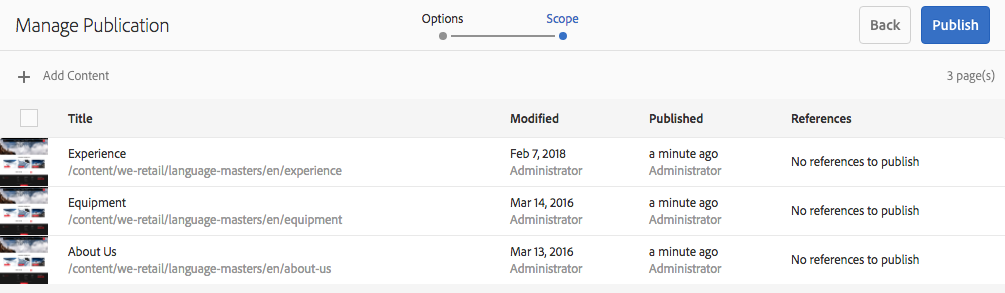 Manage Publication
Options
Scope
Back
Publish
Add Content
3 page(s)
Title Modified Published References
Experience Feb 7, 2018 a minute ago No references to publish
/content/we-retail/language-masters/en/experience Administrator Administrator
Equipment Mar 14, 2016 a minute ago No references to publish
/content/we-retail/language-masters/en/equipment Administrator Administrator
About Us Mar 13, 2016 a minute ago No references to publish
/content/we-retail/language-masters/en/about-us Administrator Administrator